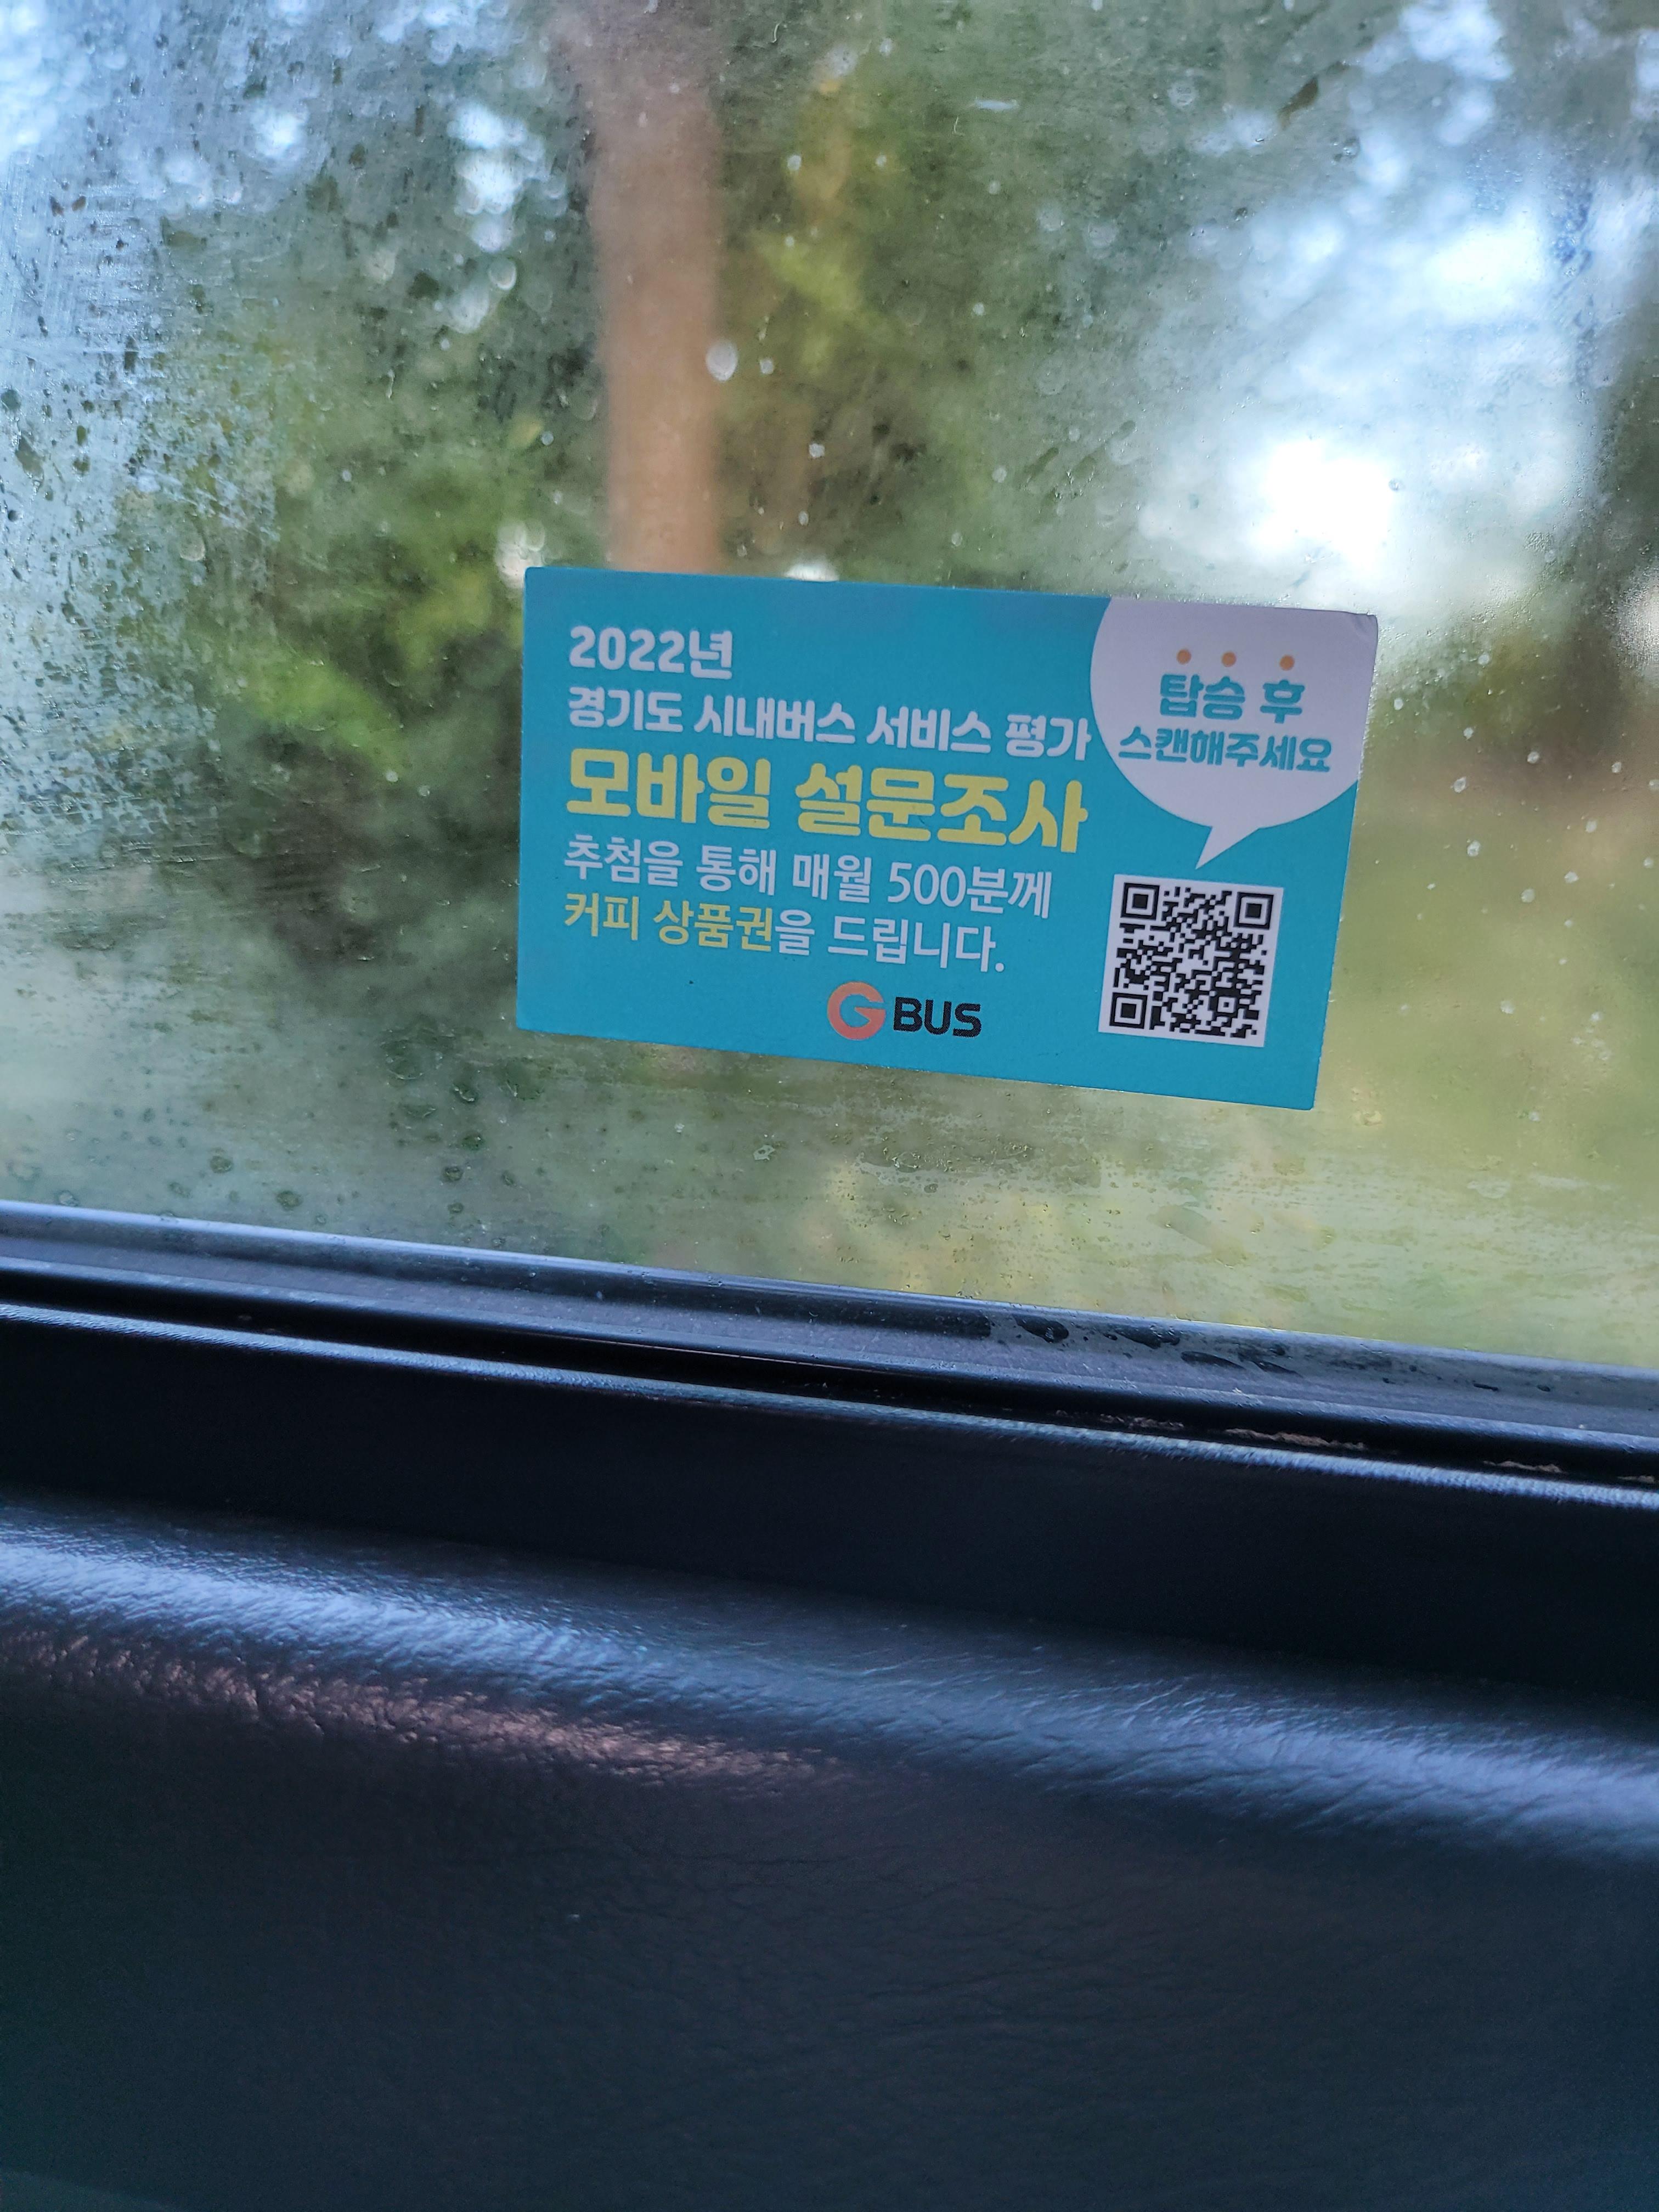 2022년
경기도 시내버스 서비스 평가
모바일 설문조사
추첨을 통해 매월 500분께
커피 상품권을 드립니다.
G BUS
탑승 후
스캔해주세요